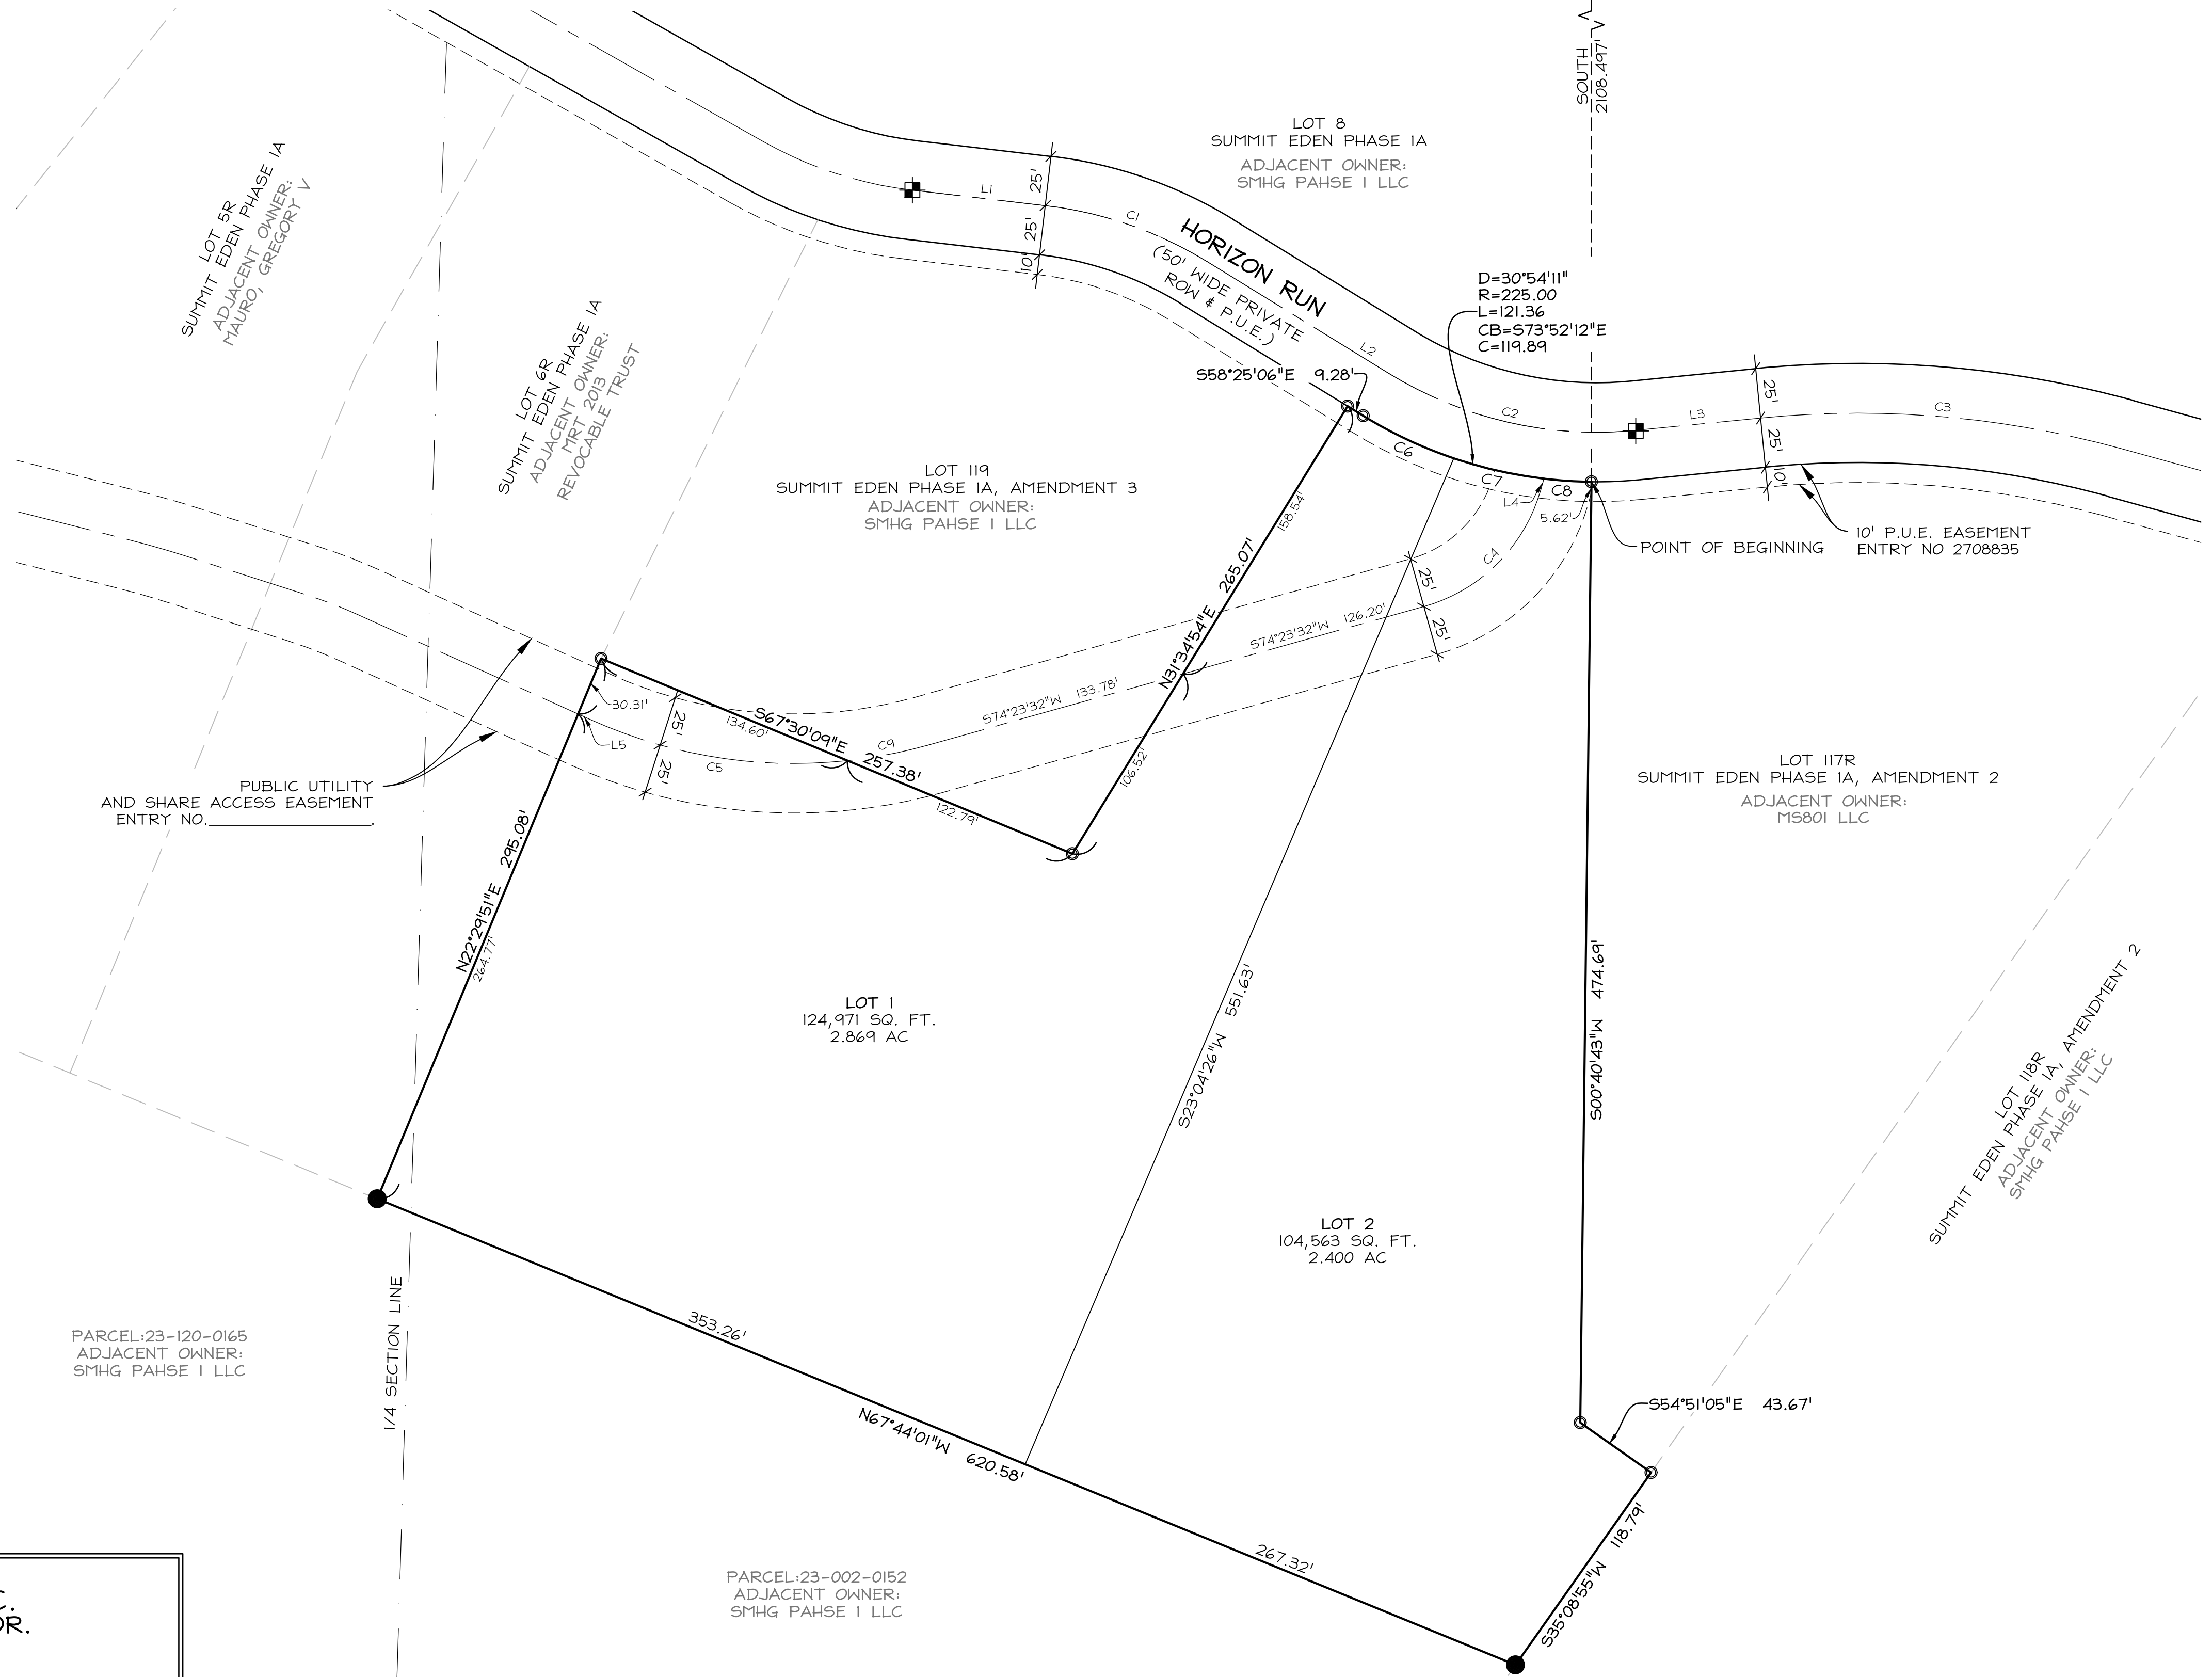 SOUTH
2108.497'
LOT 8
SUMMIT EDEN PHASE 1A
ADJACENT OWNER:
SMHG PAHSE 1 LLC
LOT 5R
SUMMIT EDEN PHASE 1A
ADJACENT OWNER:
MAURO, GREGORY V
LOT 6R
SUMMIT EDEN PHASE 1A
ADJACENT OWNER:
MRT 2013
REVOCABLE TRUST
L1
25'
25'
10'
C1
HORIZON RUN
(50' WIDE PRIVATE
ROW & P.U.E.)
L2
D=30°54'11"
R=225.00
L=121.36
CB=S73°52'12"E
C=119.89
S58°25'06"E 9.28'
C2
L3
25'
25'
10'
C3
C6
C7
C8
L4
5.62'
POINT OF BEGINNING
10' P.U.E. EASEMENT
ENTRY NO 2708835
LOT 119
SUMMIT EDEN PHASE 1A, AMENDMENT 3
ADJACENT OWNER:
SMHG PAHSE 1 LLC
158.54'
N31°34'54"E 265.07'
106.52'
C4
25'
25'
S74°23'32"W 126.20'
S74°23'32"W 133.78'
C9
30.31'
L5
25'
25'
C5
134.60'
S67°30'09"E 257.38'
122.79'
PUBLIC UTILITY
AND SHARE ACCESS EASEMENT
ENTRY NO.___________________.
N22°29'51"E 295.08'
264.77'
LOT 117R
SUMMIT EDEN PHASE 1A, AMENDMENT 2
ADJACENT OWNER:
MS801 LLC
LOT 1
124,971 SQ. FT.
2.869 AC
S23°04'26"W 551.63'
S00°40'43"W 474.69'
LOT 118R
SUMMIT EDEN PHASE 1A, AMENDMENT 2
ADJACENT OWNER:
SMHG PAHSE 1 LLC
LOT 2
104,563 SQ. FT.
2.400 AC
1/4 SECTION LINE
PARCEL:23-120-0165
ADJACENT OWNER:
SMHG PAHSE 1 LLC
353.26'
N67°44'01"W 620.58'
267.32'
S54°51'05"E 43.67'
S35°08'55"W 118.79'
PARCEL:23-002-0152
ADJACENT OWNER:
SMHG PAHSE 1 LLC
C.
OR.